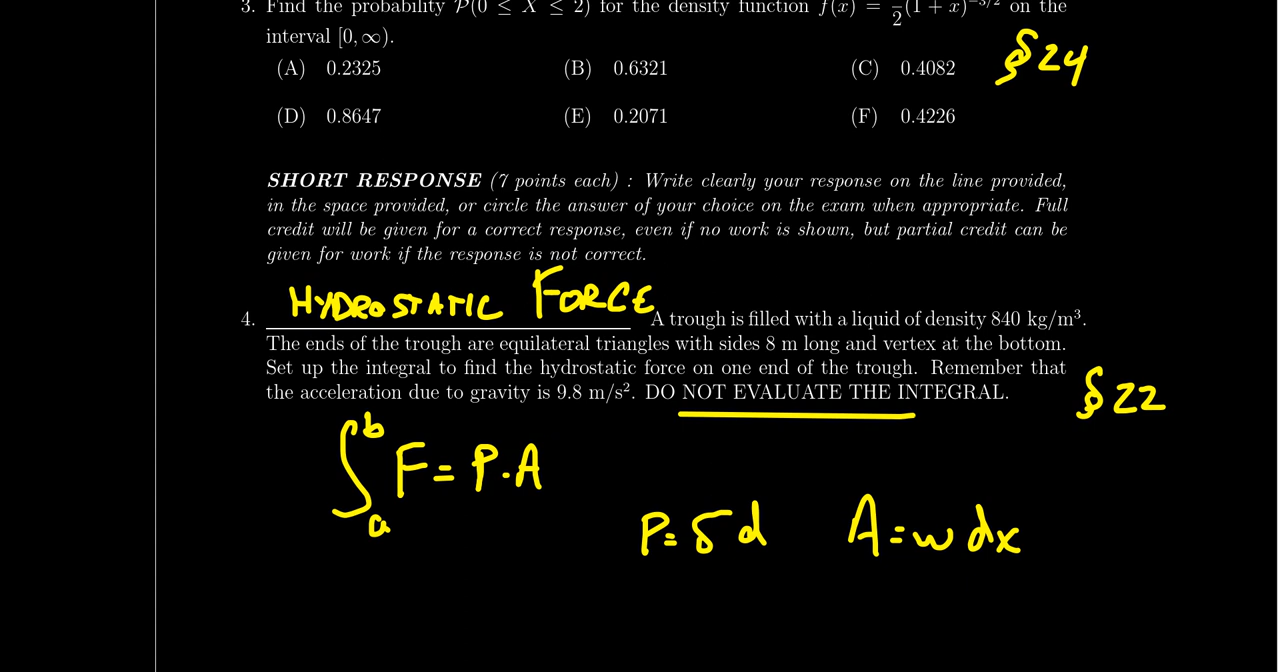 3. Find the probability 𝒫(0 ≤ X ≤ 2) for the density function f(x) = 1/2(1 + x)^−3/2 on the
interval [0, ∞).
§24
(A) 0.2325 (B) 0.6321 (C) 0.4082
(D) 0.8647 (E) 0.2071 (F) 0.4226
SHORT RESPONSE (7 points each) : Write clearly your response on the line provided,
in the space provided, or circle the answer of your choice on the exam when appropriate. Full
credit will be given for a correct response, even if no work is shown, but partial credit can be
given for work if the response is not correct.
HYDROSTATIC FORCE
4. A trough is filled with a liquid of density 840 kg/m³.
The ends of the trough are equilateral triangles with sides 8 m long and vertex at the bottom.
Set up the integral to find the hydrostatic force on one end of the trough. Remember that
the acceleration due to gravity is 9.8 m/s². DO NOT EVALUATE THE INTEGRAL.
§22
∫_a^b F = P·A
P = δd A = w dx